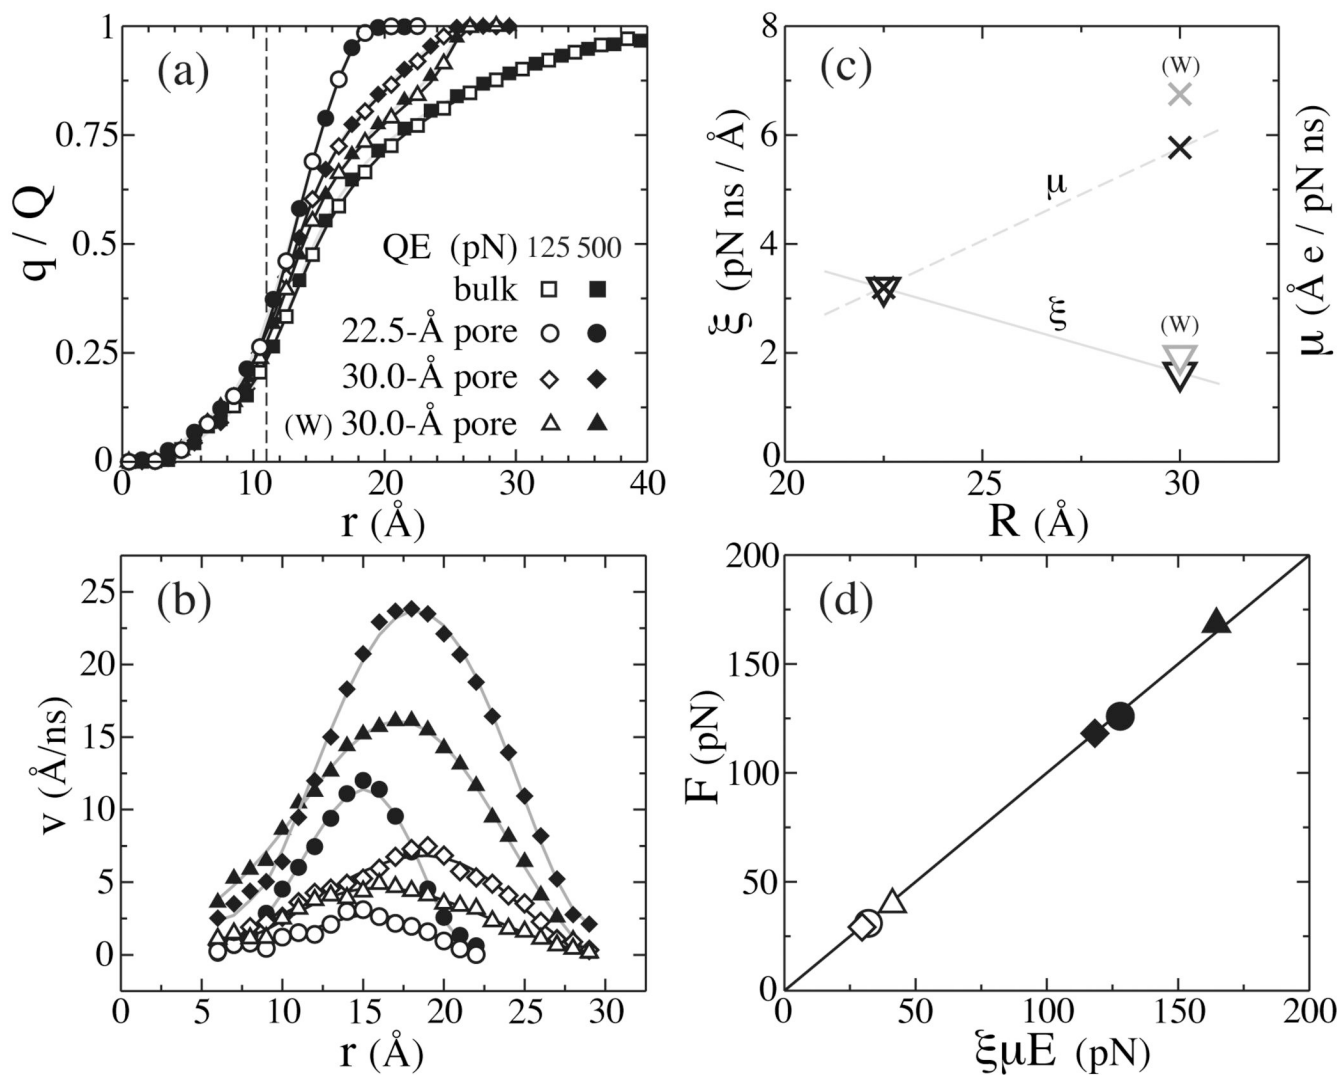 (a)
1
0.75
0.5
0.25
0
q / Q
0 10 20 30 40
r (Å)
QE (pN) 125 500
bulk
22.5-Å pore
30.0-Å pore
(W) 30.0-Å pore
(c)
8
6
4
2
0
ξ (pN ns / Å)
μ (Å e / pN ns)
(W)
μ
ξ
(W)
20 25 30
R (Å)
(b)
25
20
15
10
5
0
v (Å/ns)
0 5 10 15 20 25 30
r (Å)
(d)
200
150
100
50
0
F (pN)
0 50 100 150 200
ξμE (pN)